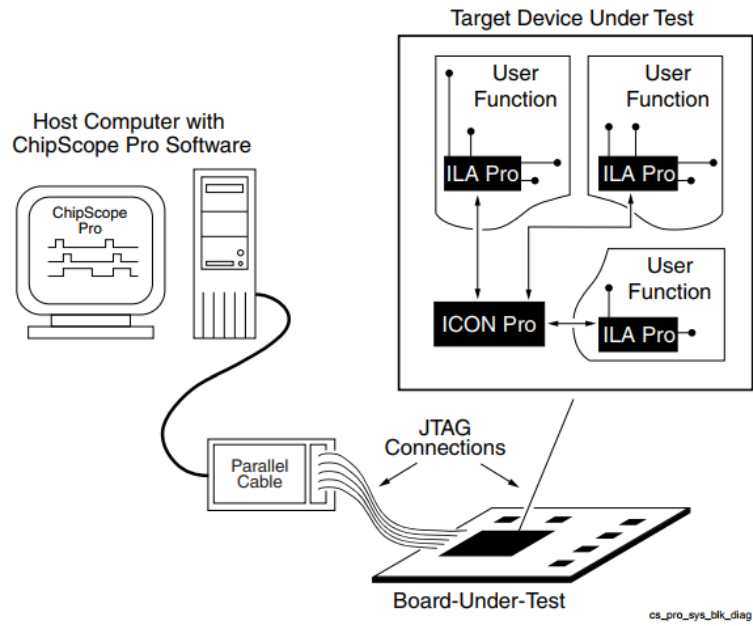 Target Device Under Test
User
Function
User
Function
ILA Pro
ILA Pro
User
Function
ICON Pro
ILA Pro
Host Computer with
ChipScope Pro Software
ChipScope
Pro
JTAG
Connections
Parallel
Cable
Board-Under-Test
cs_pro_sys_blk_diag